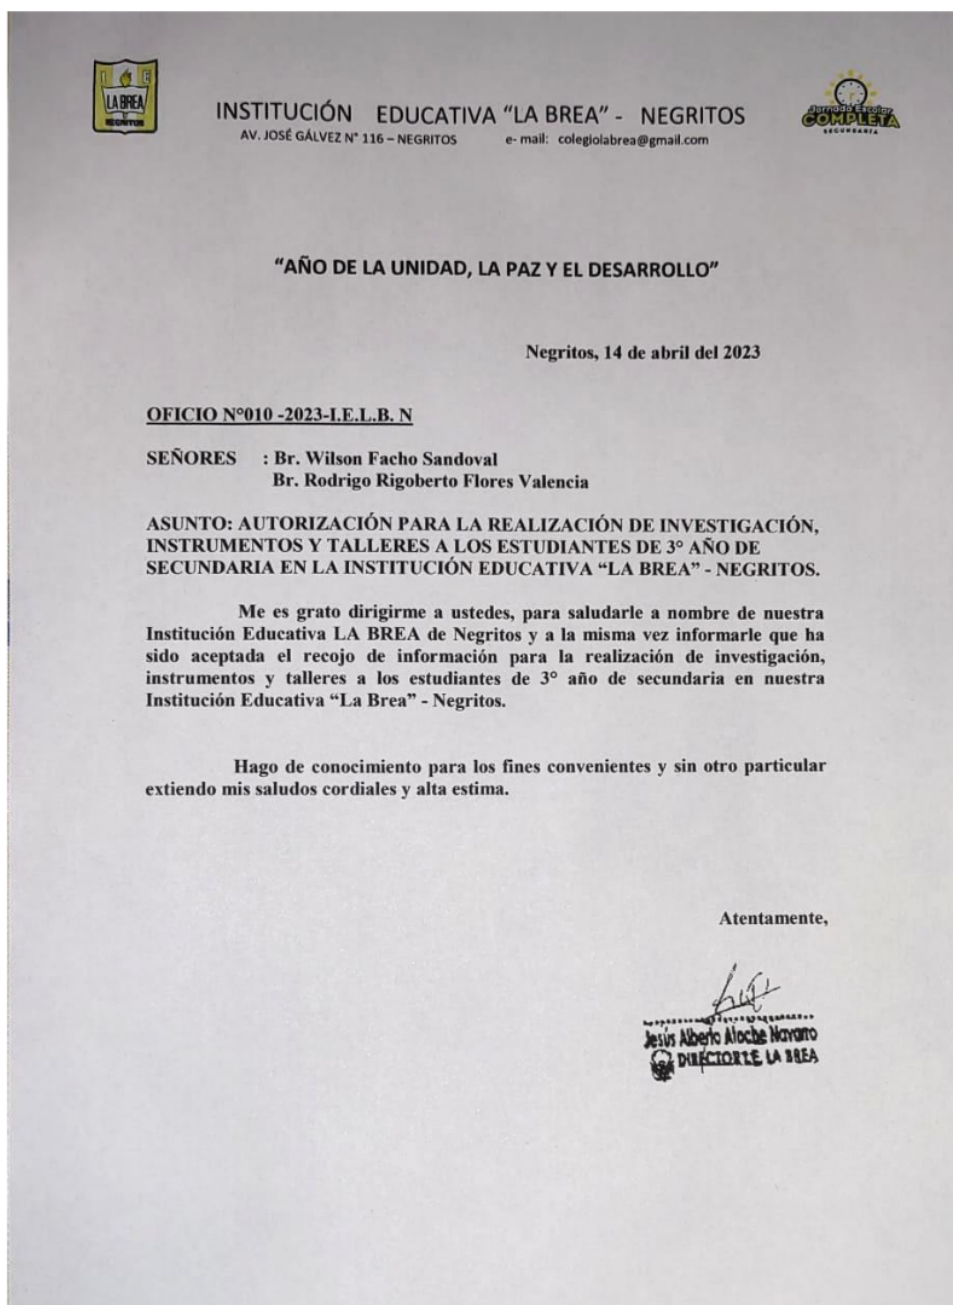 I E
LA BREA
NEGRITOS
Jornada Escolar
COMPLETA
SECUNDARIA
INSTITUCIÓN EDUCATIVA “LA BREA” - NEGRITOS
AV. JOSÉ GÁLVEZ N° 116 – NEGRITOS e- mail: colegiolabrea@gmail.com
“AÑO DE LA UNIDAD, LA PAZ Y EL DESARROLLO”
Negritos, 14 de abril del 2023
OFICIO N°010 -2023-I.E.L.B. N
SEÑORES : Br. Wilson Facho Sandoval
Br. Rodrigo Rigoberto Flores Valencia
ASUNTO: AUTORIZACIÓN PARA LA REALIZACIÓN DE INVESTIGACIÓN,
INSTRUMENTOS Y TALLERES A LOS ESTUDIANTES DE 3° AÑO DE
SECUNDARIA EN LA INSTITUCIÓN EDUCATIVA “LA BREA” - NEGRITOS.
Me es grato dirigirme a ustedes, para saludarle a nombre de nuestra
Institución Educativa LA BREA de Negritos y a la misma vez informarle que ha
sido aceptada el recojo de información para la realización de investigación,
instrumentos y talleres a los estudiantes de 3° año de secundaria en nuestra
Institución Educativa “La Brea” - Negritos.
Hago de conocimiento para los fines convenientes y sin otro particular
extiendo mis saludos cordiales y alta estima.
Atentamente,
Jesús Alberto Aloche Navarro
DIRECTOR I.E. LA BREA